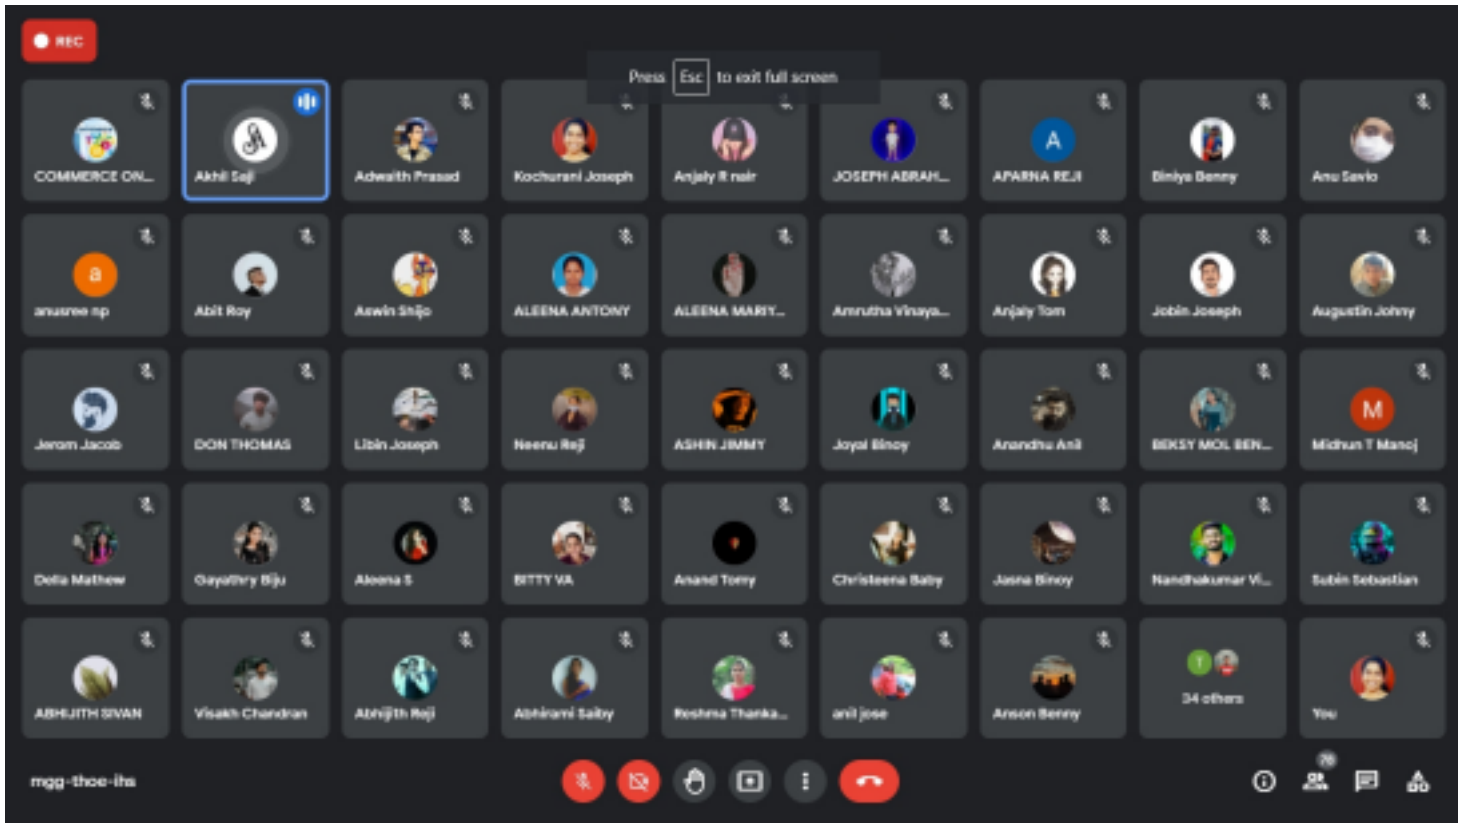 REC
Press Esc to exit full screen
COMMERCE ON...
Akhil Saji
Adwaith Prasad
Kochurani Joseph
Anjaly R nair
JOSEPH ABRAH...
A
APARNA REJI
Biniya Benny
Anu Savio
a
anusree np
Abit Roy
Aswin Shijo
ALEENA ANTONY
ALEENA MARIY...
Amrutha Vinaya...
Anjaly Tom
Jobin Joseph
Augustin Johny
Jerom Jacob
DON THOMAS
Libin Joseph
Neenu Reji
ASHIN JIMMY
Joyal Binoy
Anandhu Anil
BEKSY MOL BEN...
M
Midhun T Manoj
Delia Mathew
Gayathry Biju
Aleena S
BITTY VA
Anand Tomy
Christeena Baby
Jasna Binoy
Nandhakumar Vi...
Subin Sebastian
ABHIJITH SIVAN
Visakh Chandran
Abhijith Reji
Abhirami Saiby
Reshma Thanka...
anil jose
Anson Benny
T
34 others
You
mgg-thoe-ihs
78